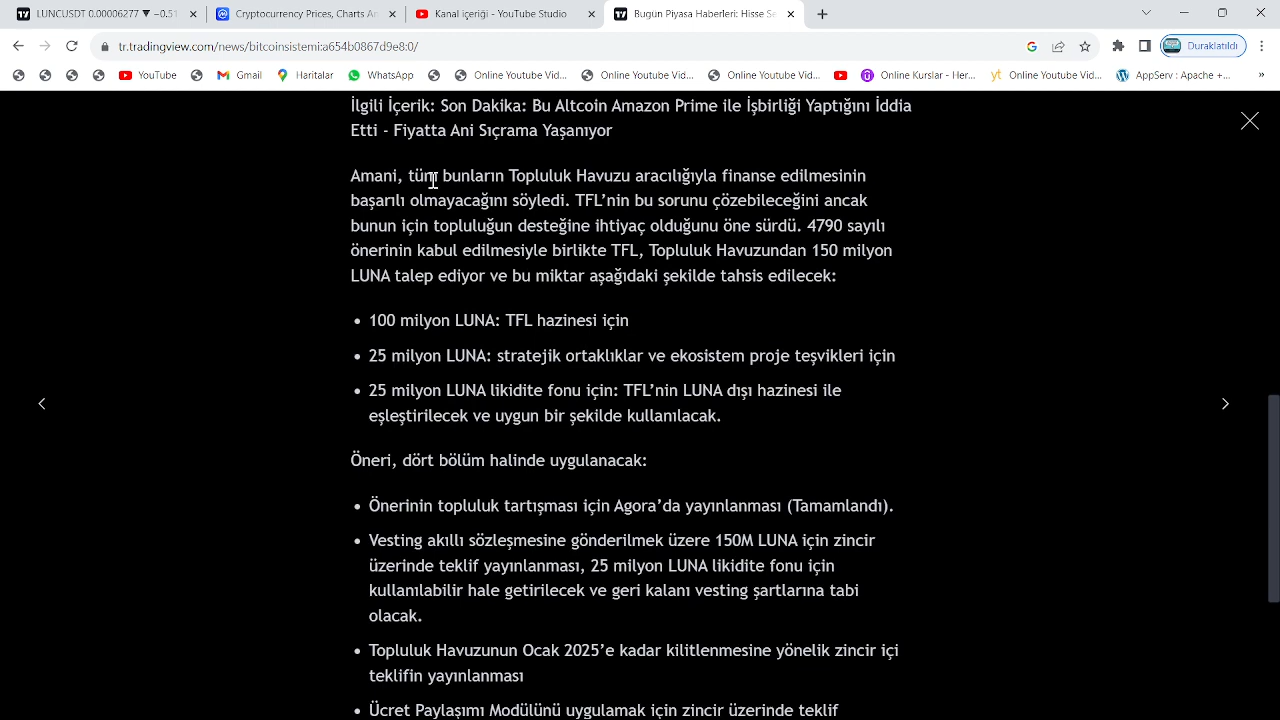 LUNCUSDT 0.00006277 ▼ −0.51
Cryptocurrency Prices, Charts Ar
Kanal içeriği - YouTube Studio
Bugün Piyasa Haberleri: Hisse Se
tr.tradingview.com/news/bitcoinsistemi:a654b0867d9e8:0/
Duraklatıldı
YouTube
Gmail
Haritalar
WhatsApp
Online Youtube Vid...
Online Youtube Vid...
Online Youtube Vid...
Online Kurslar - Her...
Online Youtube Vid...
AppServ : Apache +...
»
İlgili İçerik: Son Dakika: Bu Altcoin Amazon Prime ile İşbirliği Yaptığını İddia
Etti - Fiyatta Ani Sıçrama Yaşanıyor
Amani, tüm bunların Topluluk Havuzu aracılığıyla finanse edilmesinin
başarılı olmayacağını söyledi. TFL’nin bu sorunu çözebileceğini ancak
bunun için topluluğun desteğine ihtiyaç olduğunu öne sürdü. 4790 sayılı
önerinin kabul edilmesiyle birlikte TFL, Topluluk Havuzundan 150 milyon
LUNA talep ediyor ve bu miktar aşağıdaki şekilde tahsis edilecek:
• 100 milyon LUNA: TFL hazinesi için
• 25 milyon LUNA: stratejik ortaklıklar ve ekosistem proje teşvikleri için
• 25 milyon LUNA likidite fonu için: TFL’nin LUNA dışı hazinesi ile
eşleştirilecek ve uygun bir şekilde kullanılacak.
Öneri, dört bölüm halinde uygulanacak:
• Önerinin topluluk tartışması için Agora’da yayınlanması (Tamamlandı).
• Vesting akıllı sözleşmesine gönderilmek üzere 150M LUNA için zincir
üzerinde teklif yayınlanması, 25 milyon LUNA likidite fonu için
kullanılabilir hale getirilecek ve geri kalanı vesting şartlarına tabi
olacak.
• Topluluk Havuzunun Ocak 2025’e kadar kilitlenmesine yönelik zincir içi
teklifin yayınlanması
• Ücret Paylaşımı Modülünü uygulamak için zincir üzerinde teklif